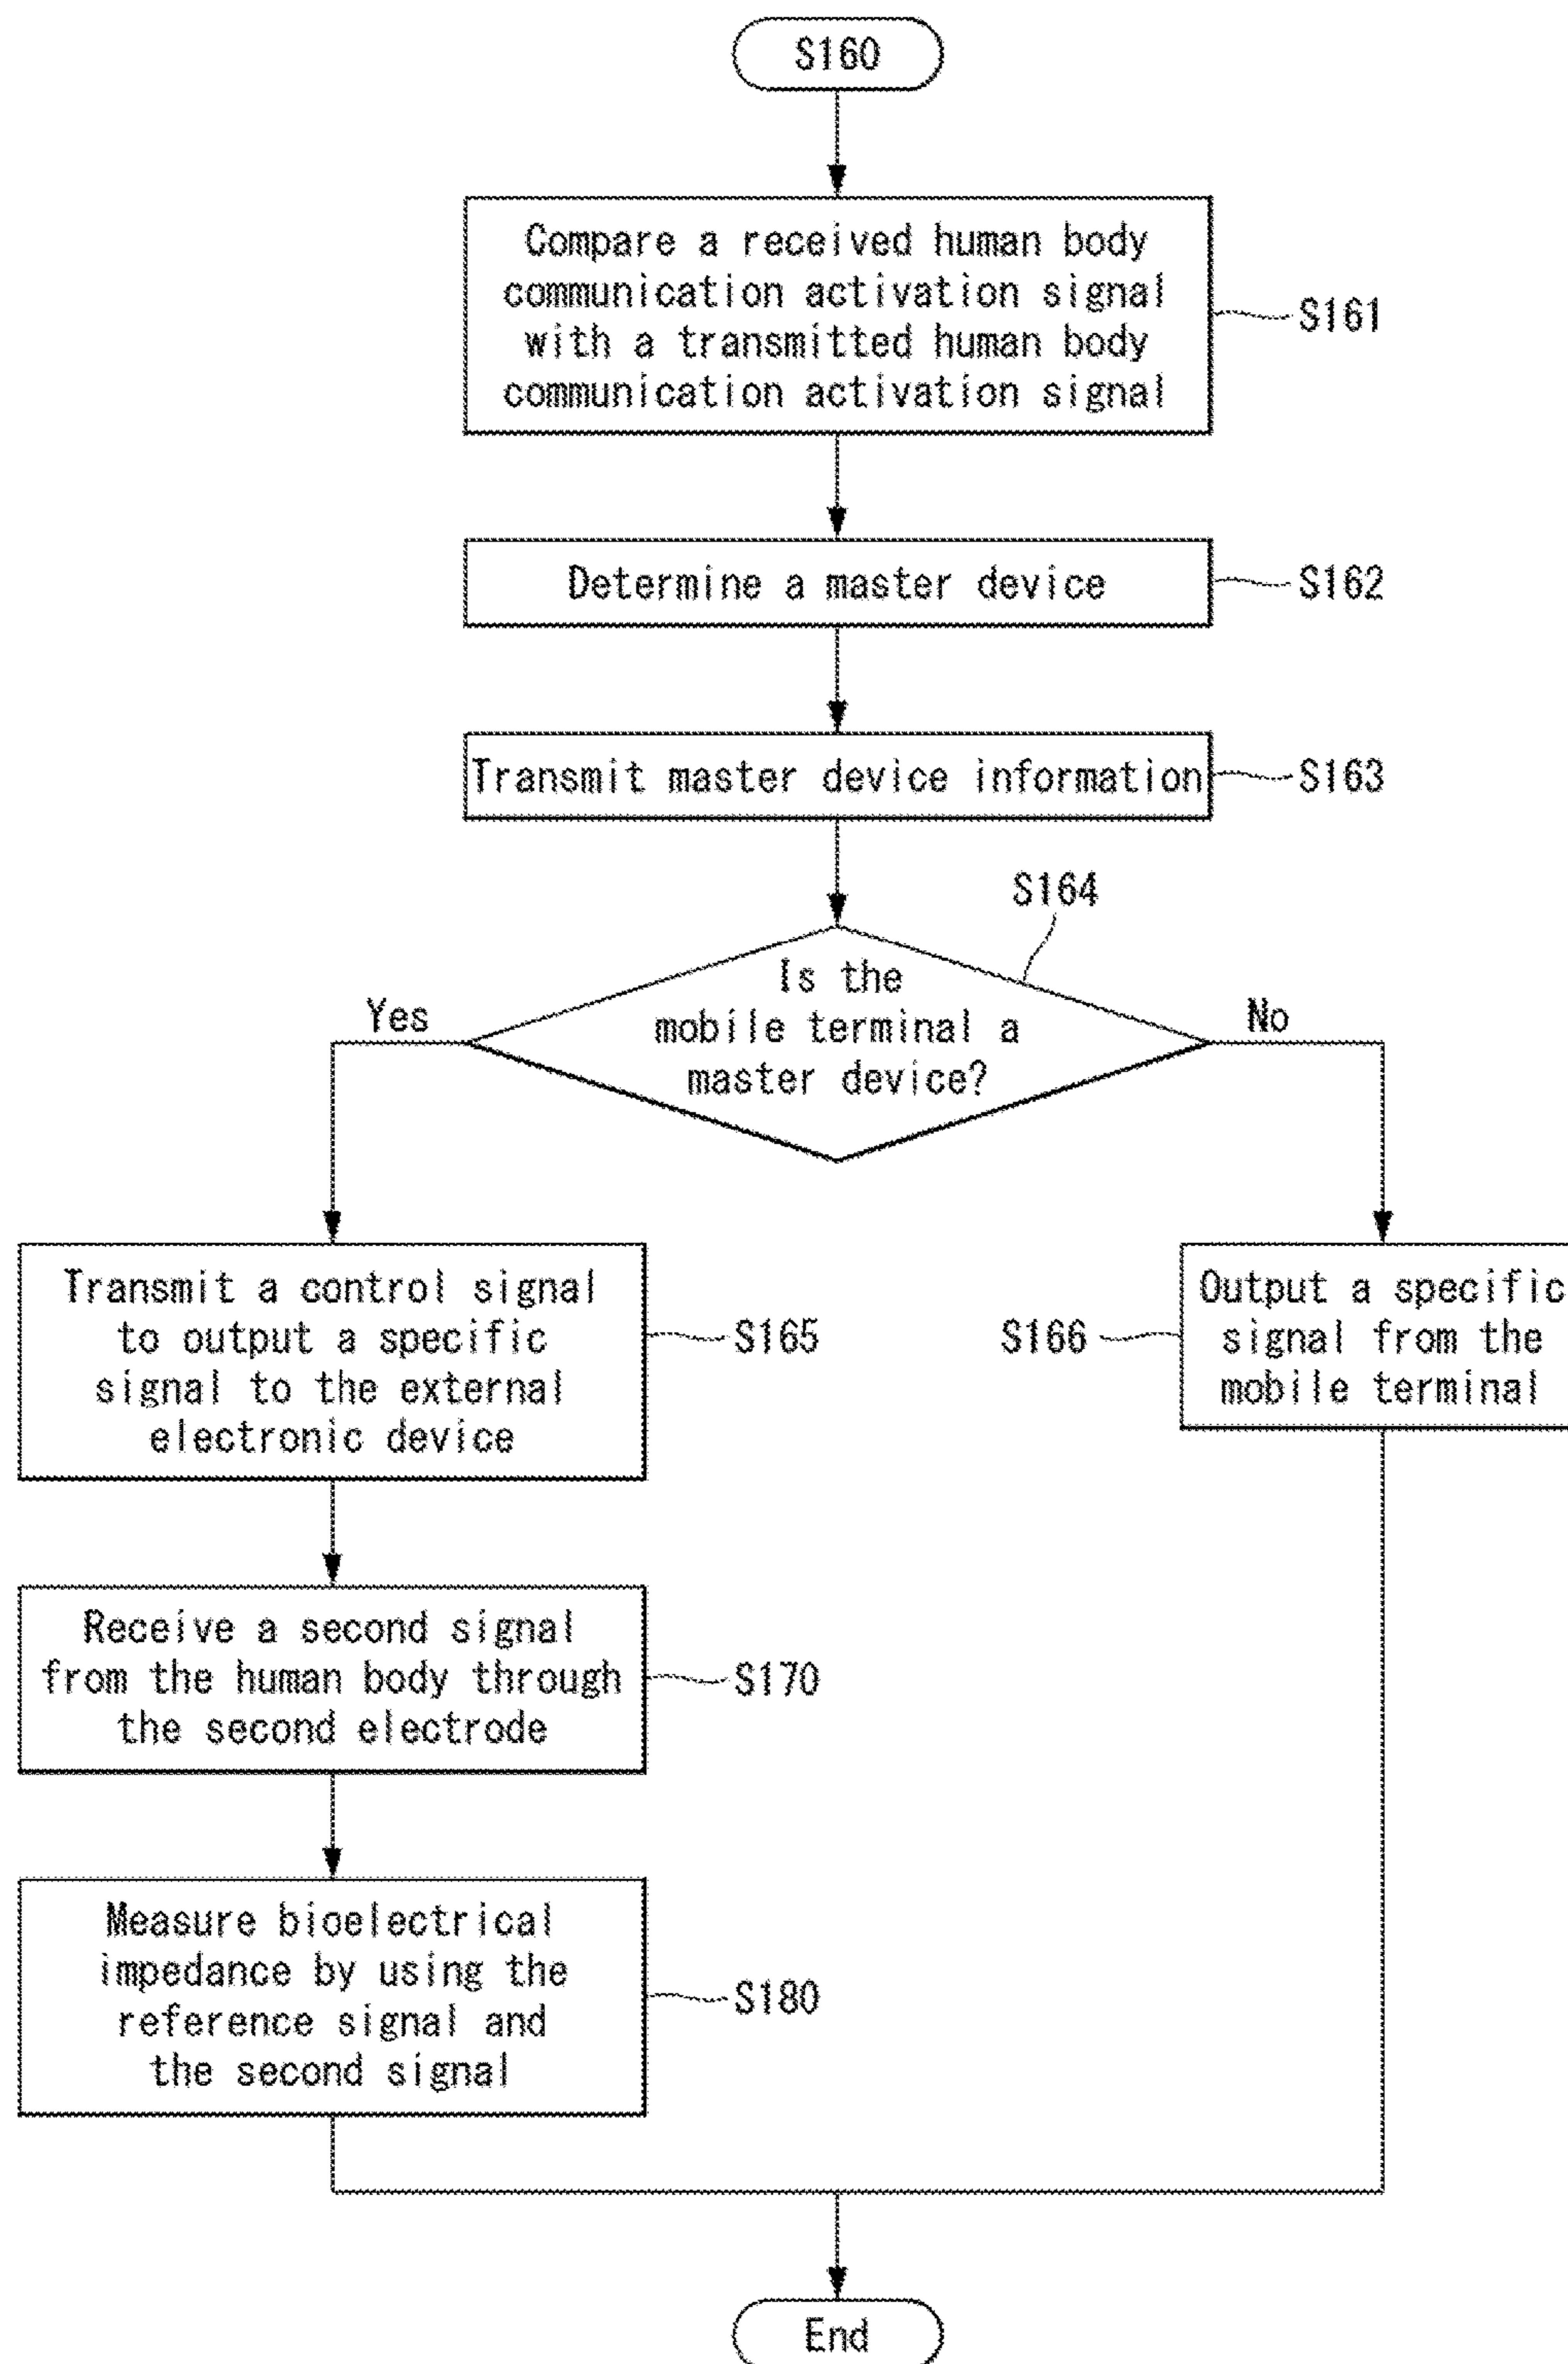 S160
Compare a received human body
communication activation signal
with a transmitted human body
communication activation signal
S161
Determine a master device
S162
Transmit master device information
S163
S164
Is the
mobile terminal a
master device?
Yes
No
Transmit a control signal
to output a specific
signal to the external
electronic device
S165
S166
Output a specific
signal from the
mobile terminal
Receive a second signal
from the human body through
the second electrode
S170
Measure bioelectrical
impedance by using the
reference signal and
the second signal
S180
End